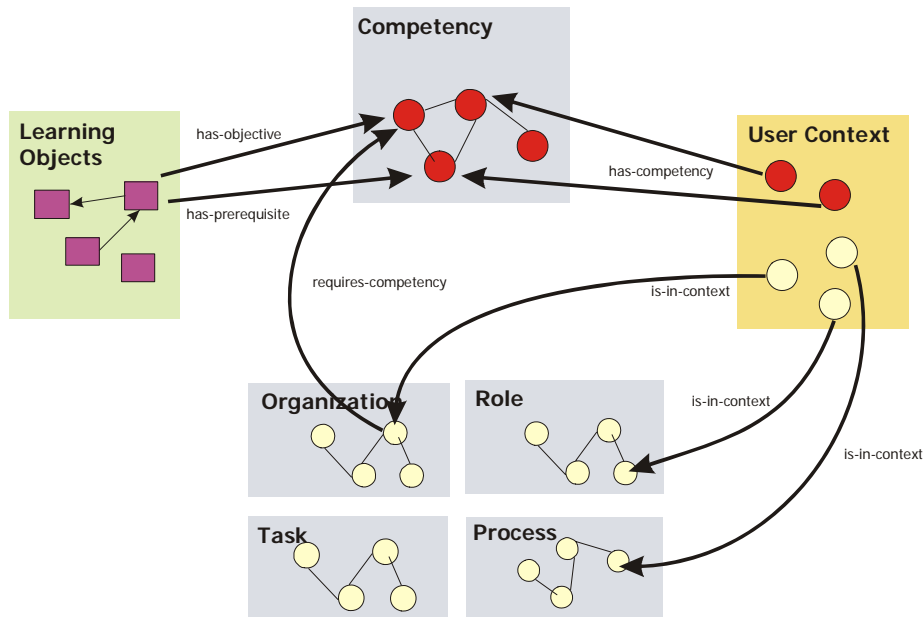 Competency
Learning
Objects
has-objective
User Context
has-competency
has-prerequisite
requires-competency
is-in-context
Organization
Role
is-in-context
is-in-context
Task
Process